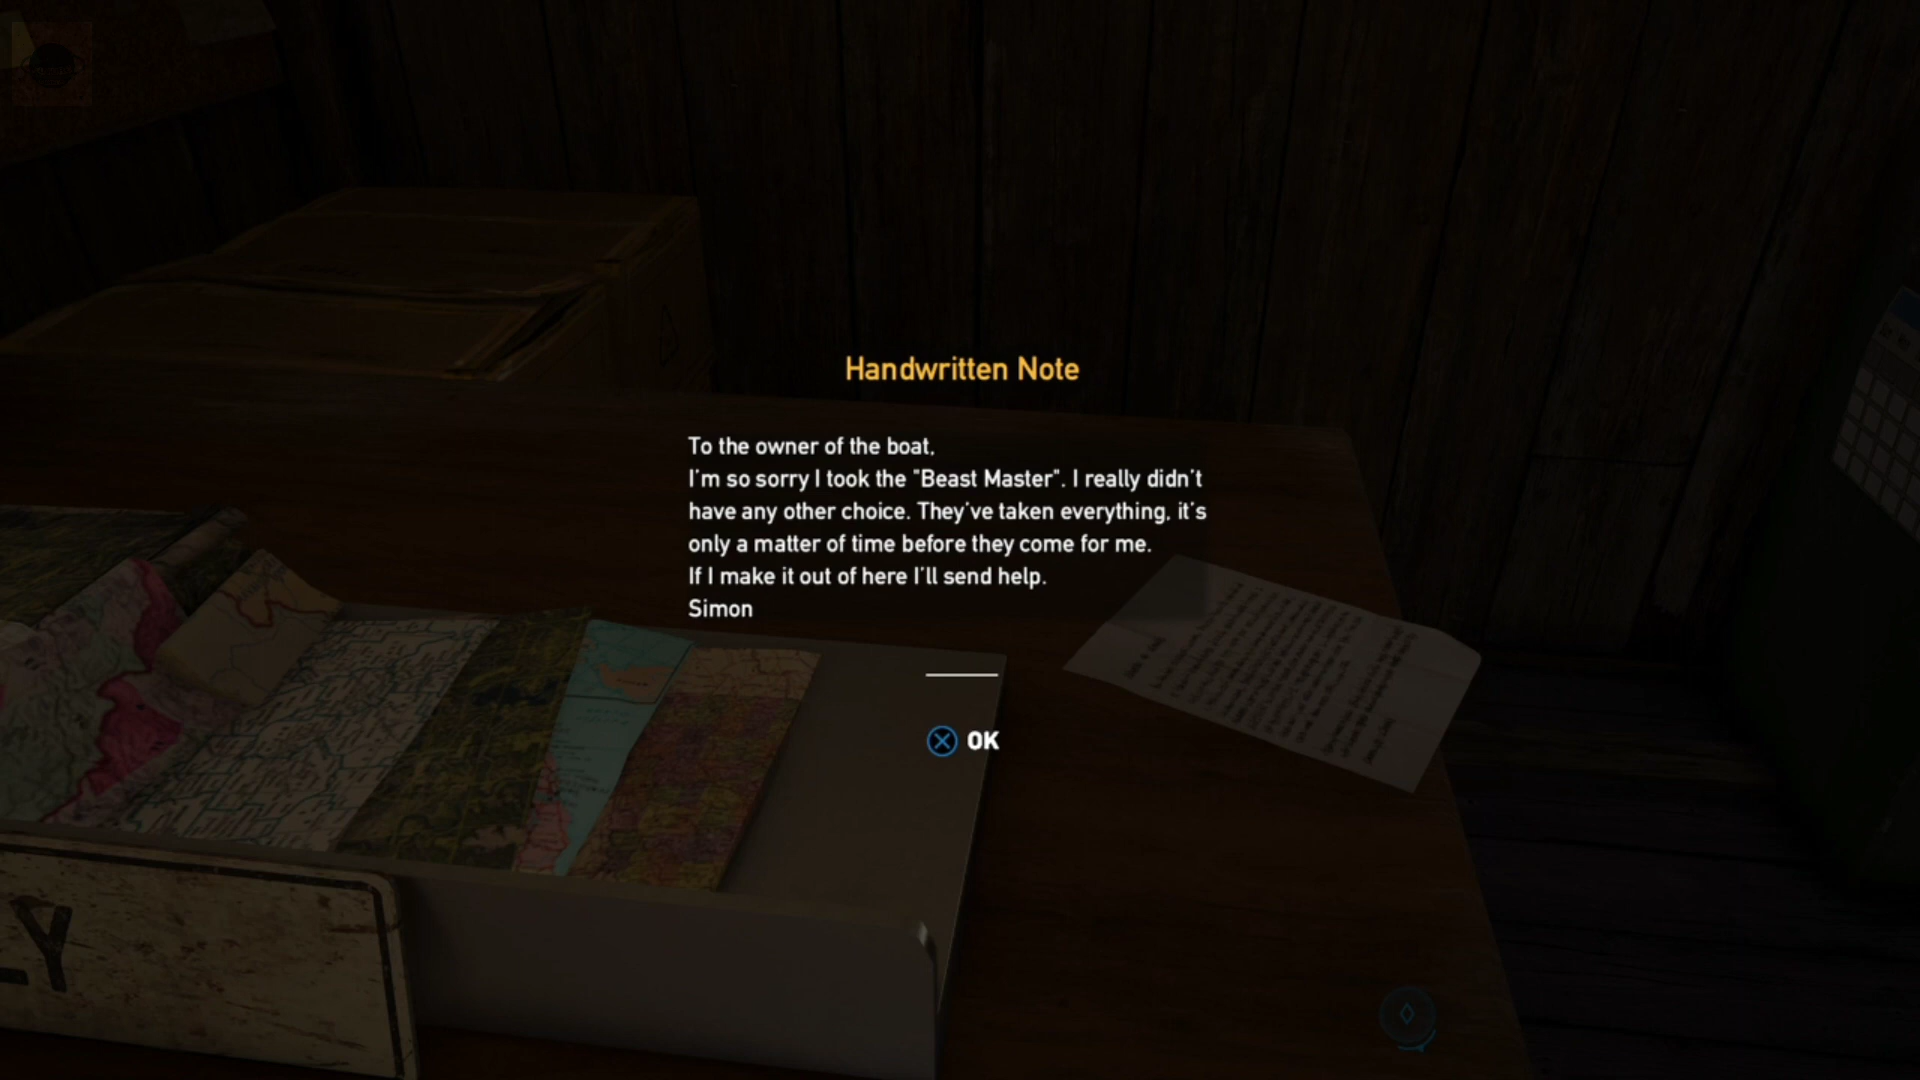 Handwritten Note
To the owner of the boat,
I'm so sorry I took the "Beast Master". I really didn't
have any other choice. They've taken everything, it's
only a matter of time before they come for me.
If I make it out of here I'll send help.
Simon
OK
LY